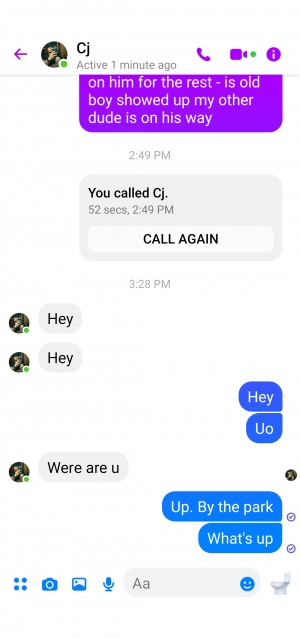 Cj
Active 1 minute ago
on him for the rest - is old
boy showed up my other
dude is on his way
2:49 PM
You called Cj.
52 secs, 2:49 PM
CALL AGAIN
3:28 PM
Hey
Hey
Hey
Uo
Were are u
Up. By the park
What's up
Aa